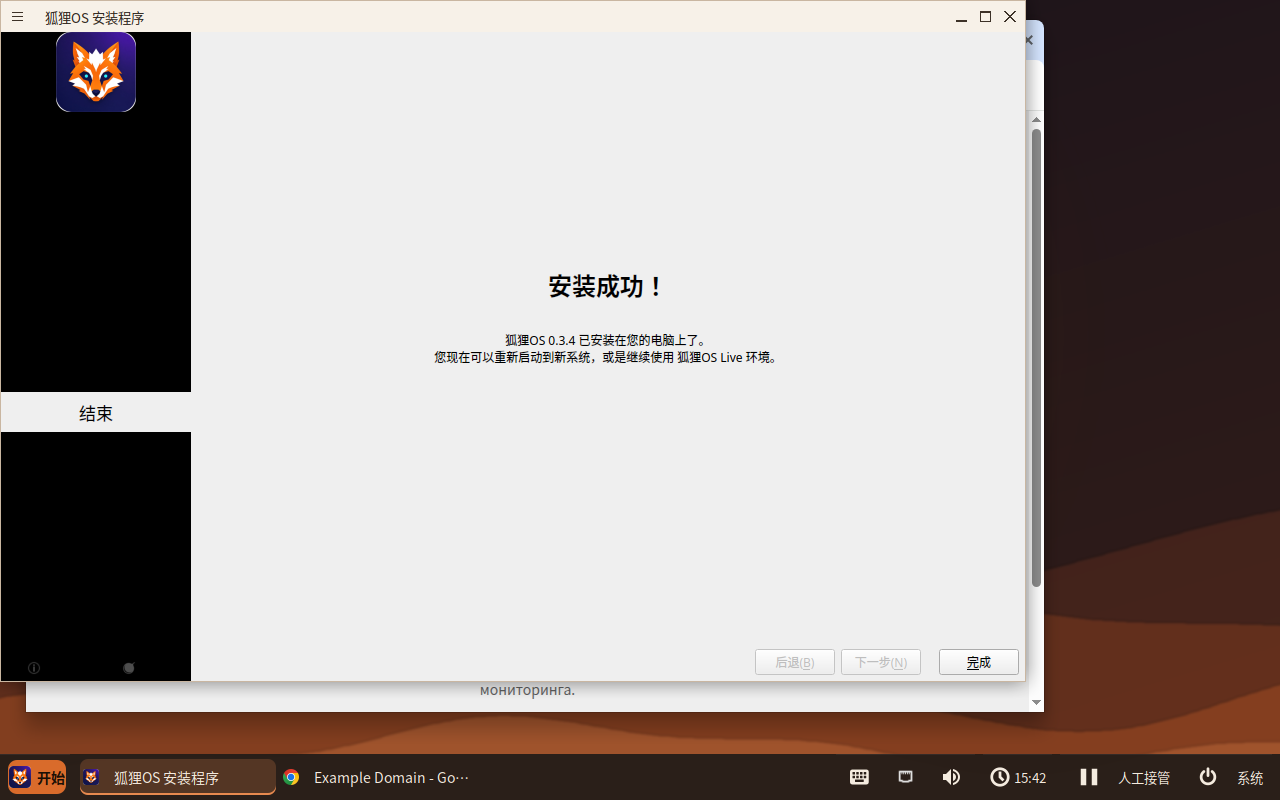 狐狸OS 安装程序
安装成功！
狐狸OS 0.3.4 已安装在您的电脑上了。
您现在可以重新启动到新系统，或是继续使用 狐狸OS Live 环境。
结束
后退(B)
下一步(N)
完成
мониторинга.
开始
狐狸OS 安装程序
Example Domain - Go…
15:42
人工接管
系统